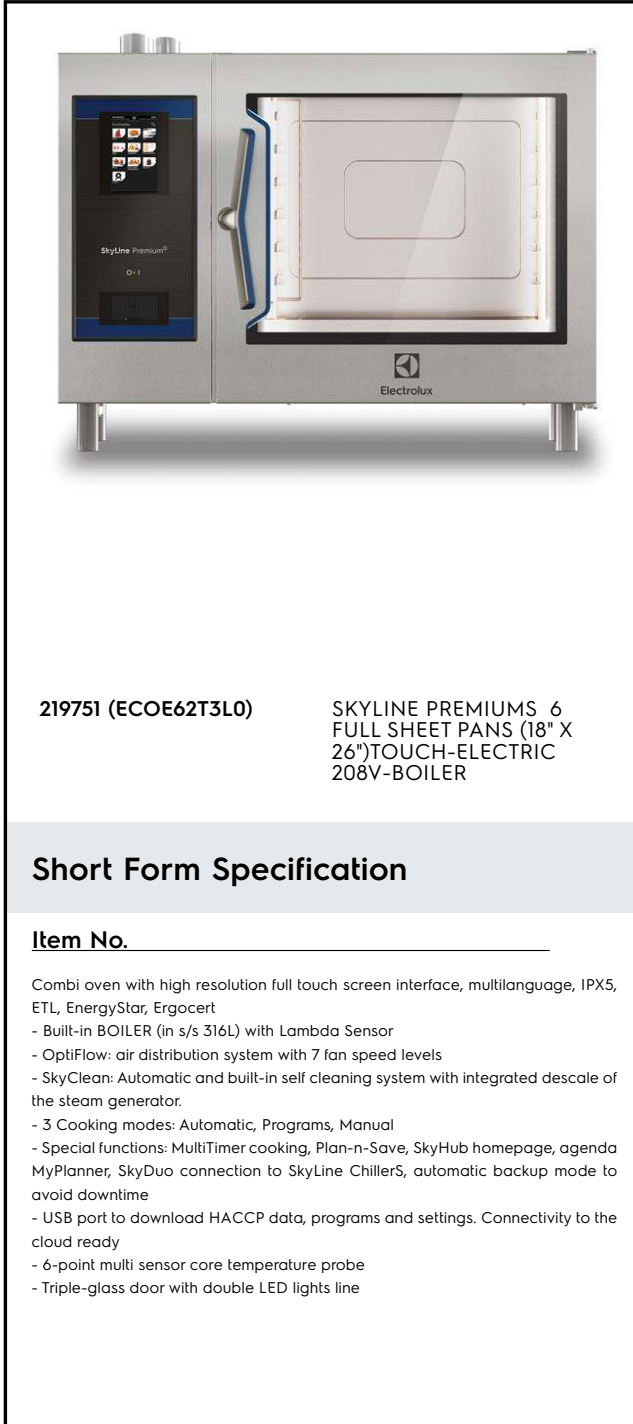 SkyLine PremiumS
Electrolux
219751 (ECOE62T3L0)
SKYLINE PREMIUMS 6
FULL SHEET PANS (18" X
26")TOUCH-ELECTRIC
208V-BOILER
Short Form Specification
Item No.
Combi oven with high resolution full touch screen interface, multilanguage, IPX5,
ETL, EnergyStar, Ergocert
- Built-in BOILER (in s/s 316L) with Lambda Sensor
- OptiFlow: air distribution system with 7 fan speed levels
- SkyClean: Automatic and built-in self cleaning system with integrated descale of
the steam generator.
- 3 Cooking modes: Automatic, Programs, Manual
- Special functions: MultiTimer cooking, Plan-n-Save, SkyHub homepage, agenda
MyPlanner, SkyDuo connection to SkyLine ChillerS, automatic backup mode to
avoid downtime
- USB port to download HACCP data, programs and settings. Connectivity to the
cloud ready
- 6-point multi sensor core temperature probe
- Triple-glass door with double LED lights line